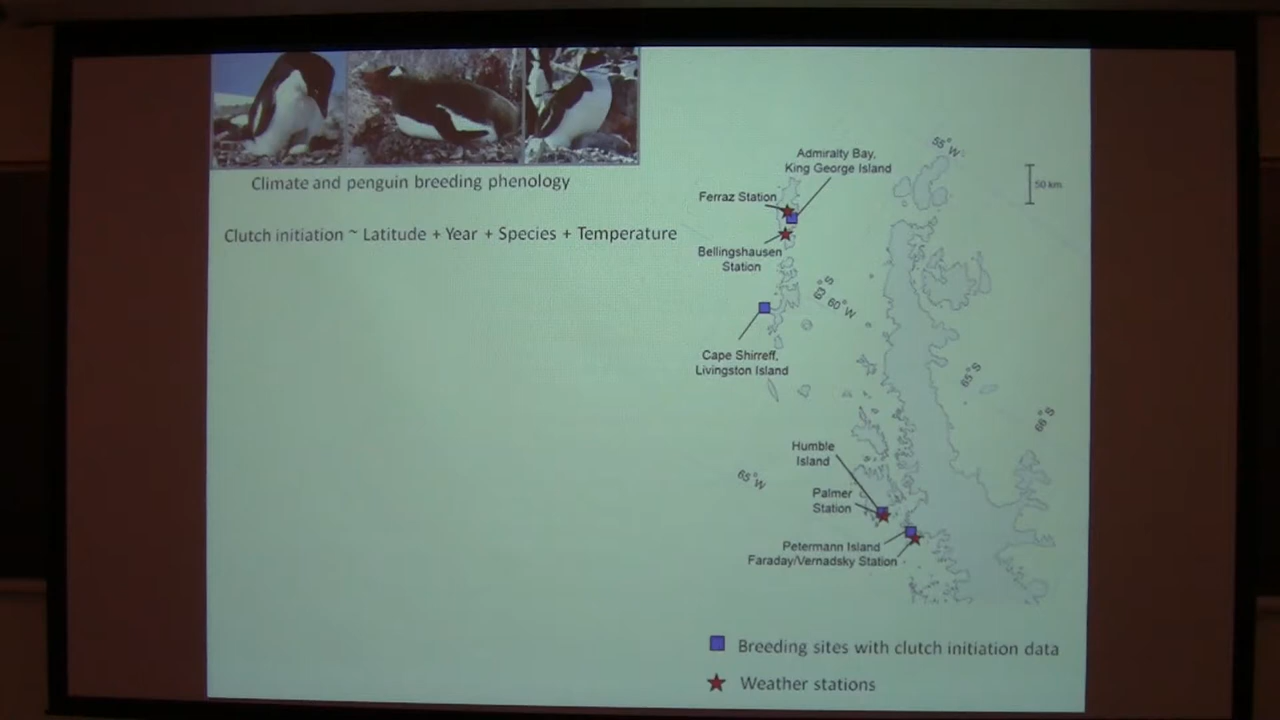 Climate and penguin breeding phenology
Clutch initiation ~ Latitude + Year + Species + Temperature
Admiralty Bay,
King George Island
55°W
50 km
Ferraz Station
Bellingshausen
Station
63°S
60°W
Cape Shirreff,
Livingston Island
65°S
66°S
Humble
Island
65°W
Palmer
Station
Petermann Island
Faraday/Vernadsky Station
Breeding sites with clutch initiation data
Weather stations